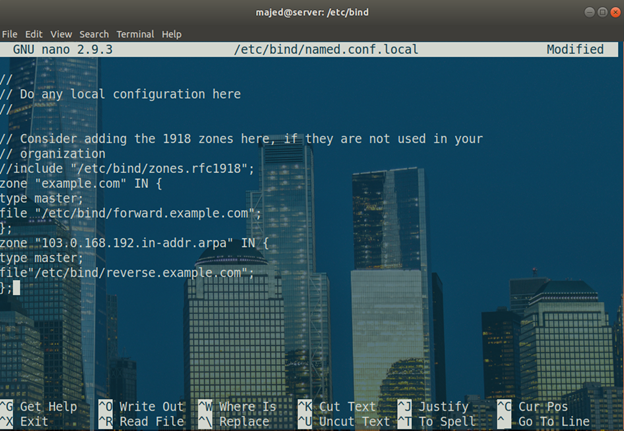 majed@server: /etc/bind
File Edit View Search Terminal Help
GNU nano 2.9.3 /etc/bind/named.conf.local Modified
//
// Do any local configuration here
//
// Consider adding the 1918 zones here, if they are not used in your
// organization
//include "/etc/bind/zones.rfc1918";
zone "example.com" IN {
type master;
file "/etc/bind/forward.example.com";
};
zone "103.0.168.192.in-addr.arpa" IN {
type master;
file"/etc/bind/reverse.example.com";
};
^G Get Help ^O Write Out ^W Where Is ^K Cut Text ^J Justify ^C Cur Pos
^X Exit ^R Read File ^\ Replace ^U Uncut Text ^T To Spell ^_ Go To Line